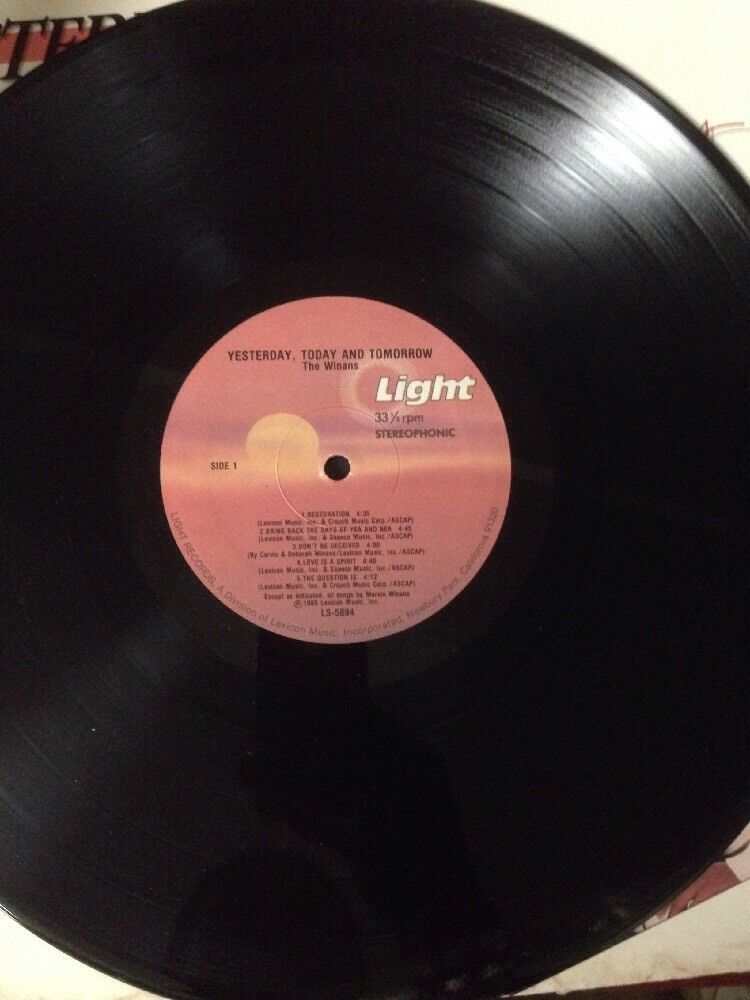 YESTERDAY, TODAY AND TOMORROW
The Winans
Light
33 ⅓ rpm
STEREOPHONIC
SIDE 1
1.RESTORATION 4:35
(Lexicon Music, Inc. & Crouch Music Corp./ASCAP)
2.BRING BACK THE DAYS OF YEA AND NEA 4:45
(Lexicon Music, Inc. & Skeeco Music, Inc./ASCAP)
3.DON'T BE DECEIVED 4:00
(By Carvin & Deborah Winans/Lexicon Music, Inc./ASCAP)
4.LOVE IS A SPIRIT 4:40
(Lexicon Music, Inc. & Skeeco Music, Inc./ASCAP)
5.THE QUESTION IS 4:12
(Lexicon Music, Inc. & Crouch Music Corp./ASCAP)
Except as indicated, all songs by Marvin Winans
Ⓟ1985 Lexicon Music, Inc.
LS-5894
LIGHT RECORDS, A Division of Lexicon Music, Incorporated, Newbury Park, California 91320